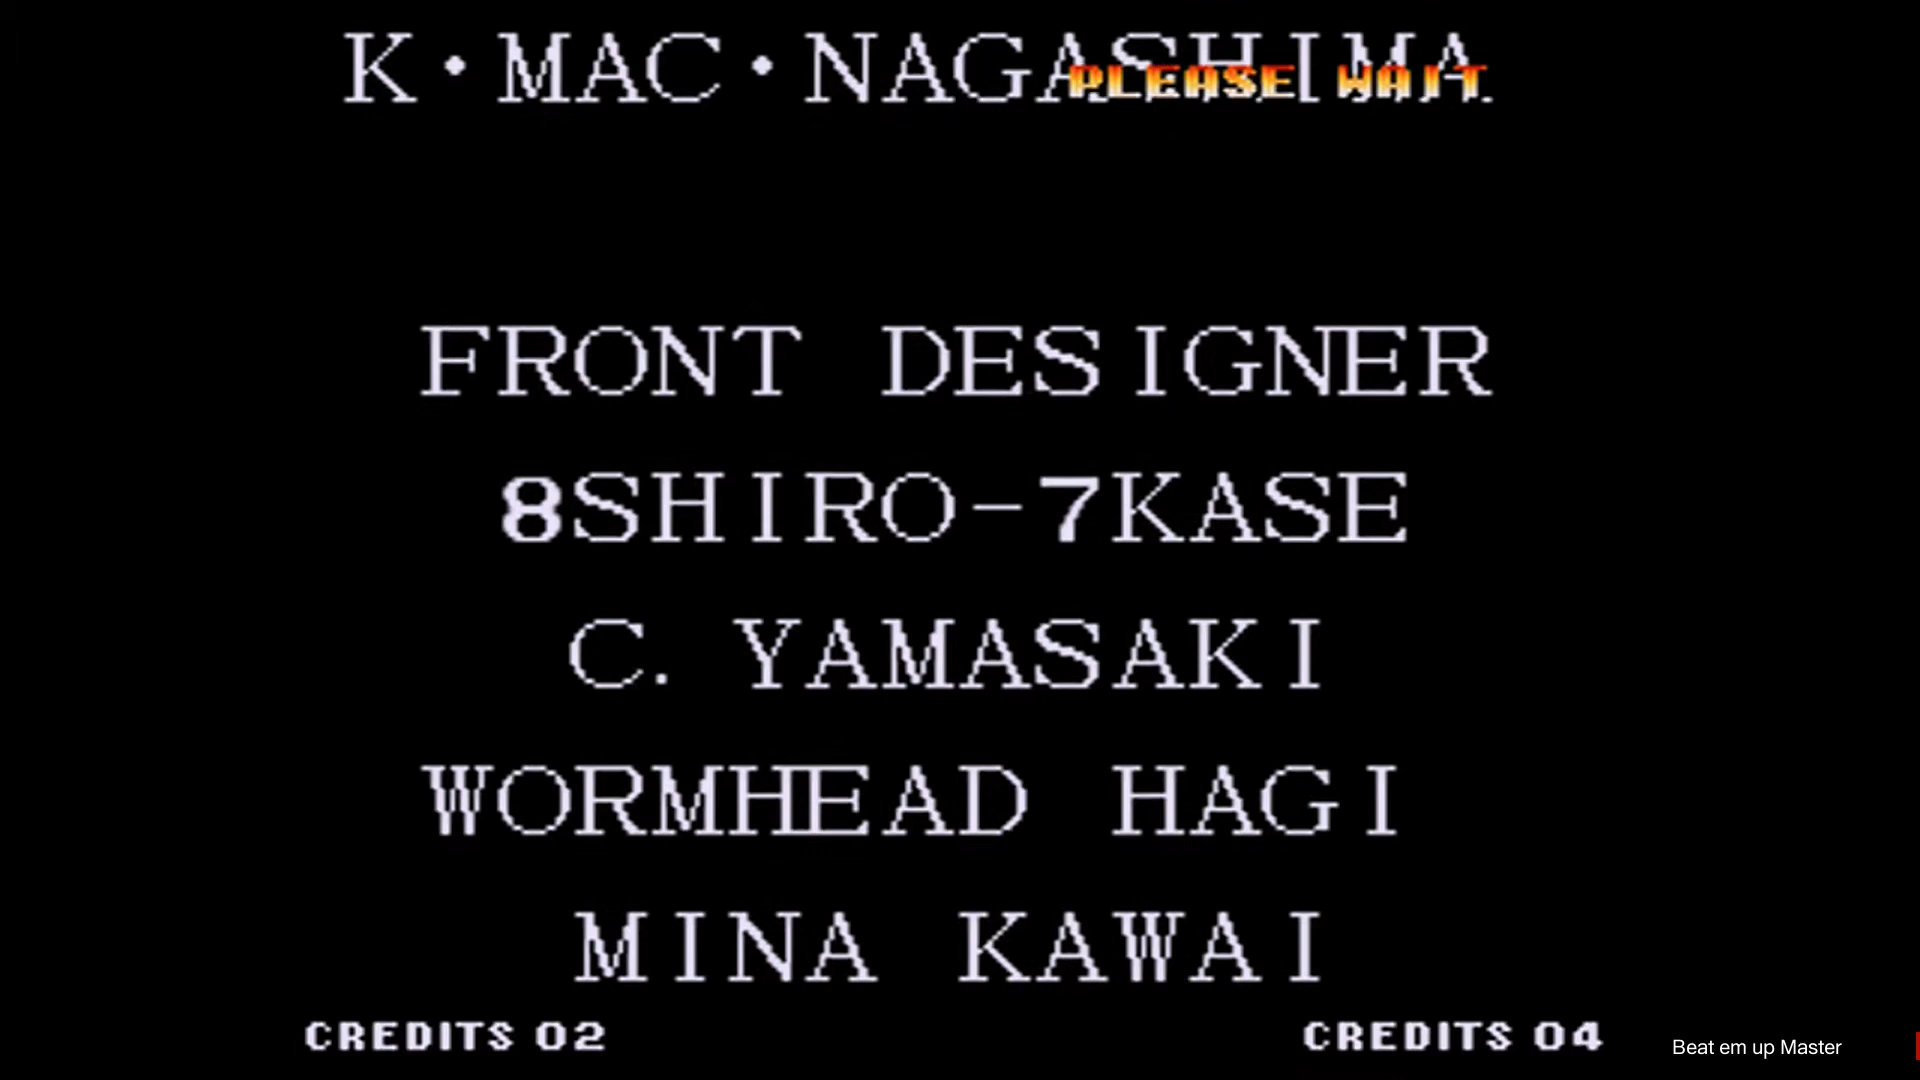 K·MAC·NAGASHIMA
PLEASE WAIT
FRONT DESIGNER
8SHIRO-7KASE
C. YAMASAKI
WORMHEAD HAGI
MINA KAWAI
CREDITS 02
CREDITS 04
Beat em up Master